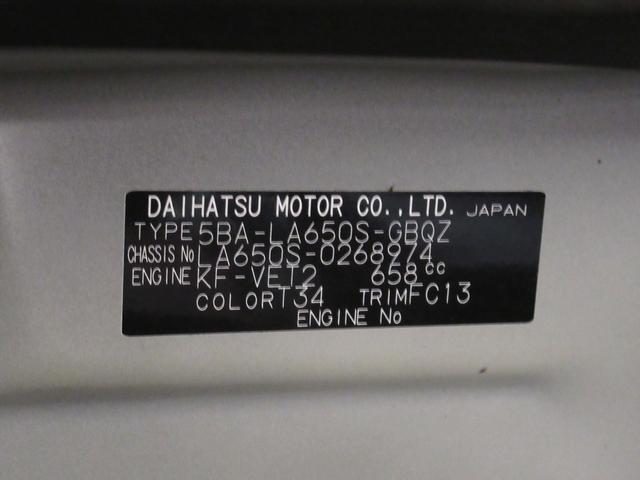 DAIHATSU MOTOR CO.,LTD. JAPAN
TYPE 5BA-LA650S-GBQZ
CHASSIS No LA650S-0268974
ENGINE KF-VET2 658cc
COLOR T34 TRIM FC13
ENGINE No